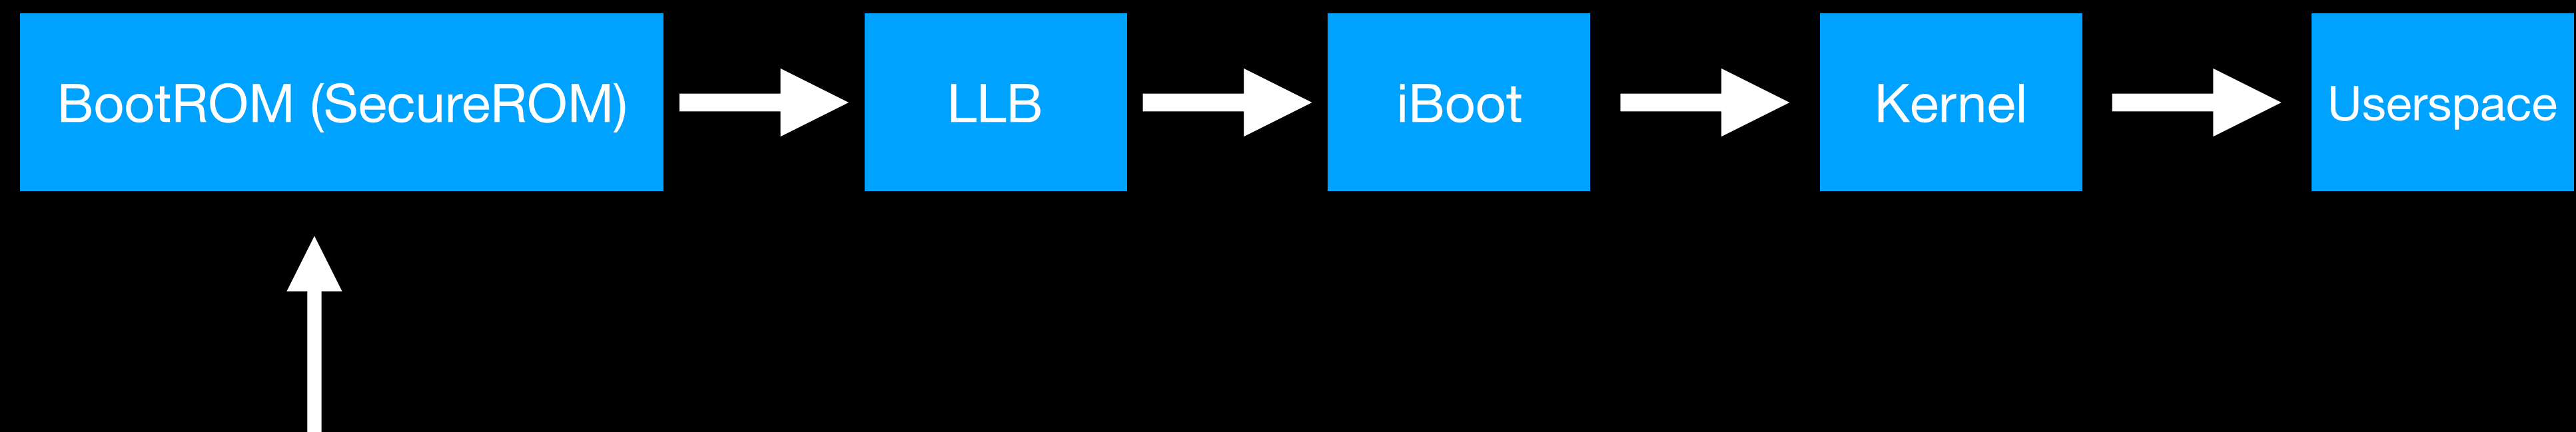 BootROM (SecureROM)
LLB
iBoot
Kernel
Userspace